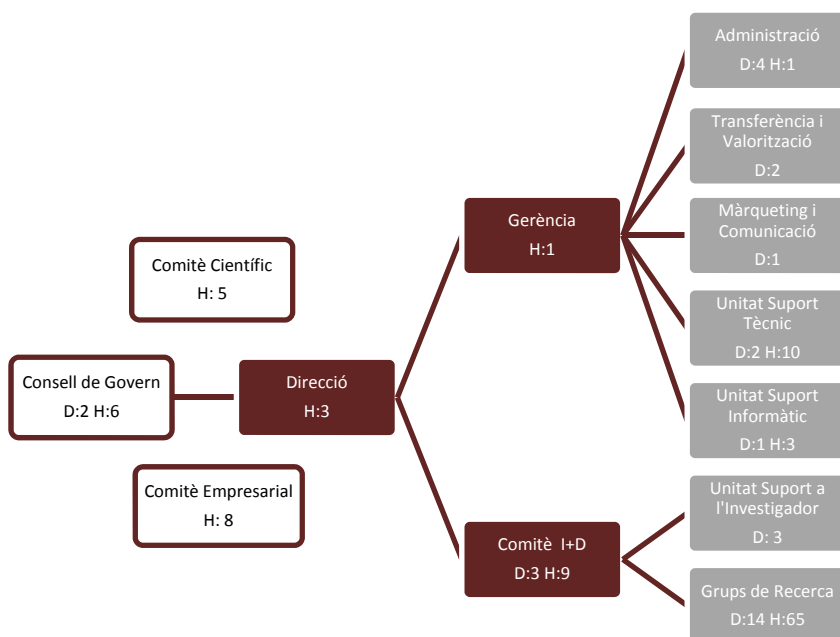 Administració
D:4 H:1
Transferència i
Valorització
D:2
Gerència
H:1
Màrqueting i
Comunicació
D:1
Comitè Científic
H: 5
Unitat Suport
Tècnic
D:2 H:10
Consell de Govern
D:2 H:6
Direcció
H:3
Unitat Suport
Informàtic
D:1 H:3
Comitè Empresarial
H: 8
Unitat Suport a
l'Investigador
D: 3
Comitè I+D
D:3 H:9
Grups de Recerca
D:14 H:65